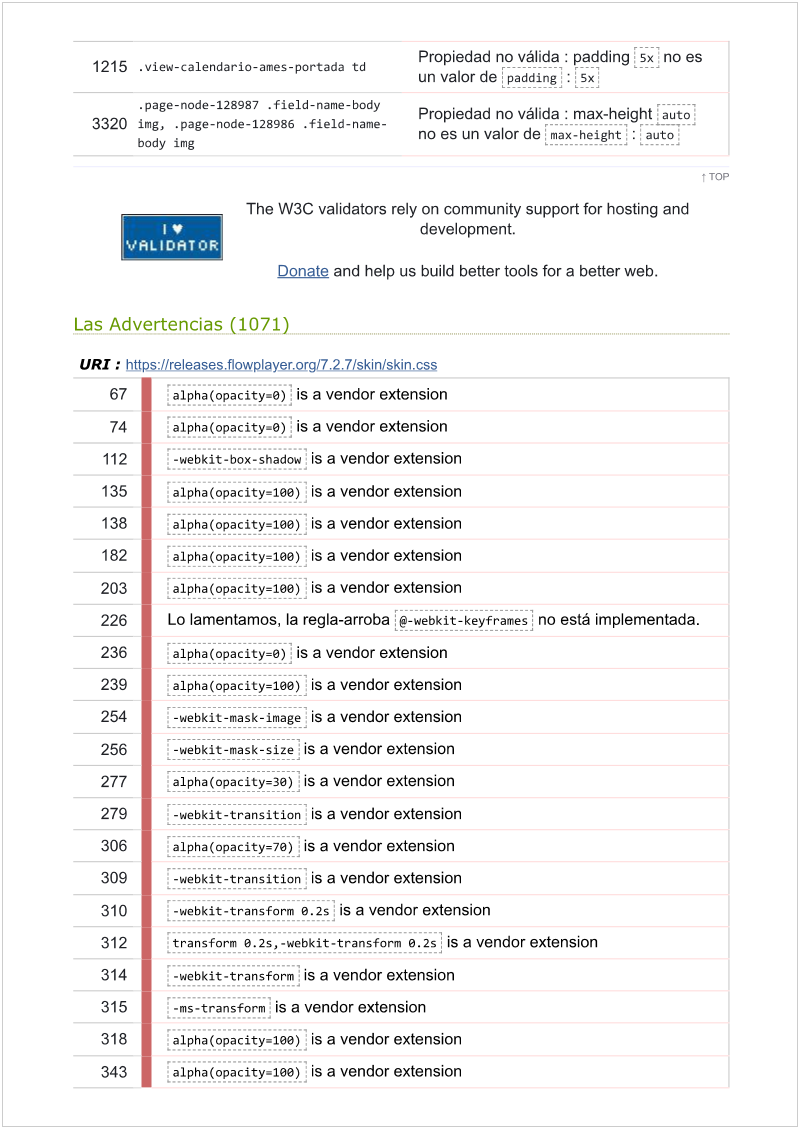 1215 .view-calendario-ames-portada td Propiedad no válida : padding 5x no es
un valor de padding : 5x
.page-node-128987 .field-name-body
3320 img, .page-node-128986 .field-name- Propiedad no válida : max-height auto
body img no es un valor de max-height : auto
↑ TOP
I ♥
VALIDATOR
The W3C validators rely on community support for hosting and
development.
Donate and help us build better tools for a better web.
Las Advertencias (1071)
URI : https://releases.flowplayer.org/7.2.7/skin/skin.css
67 alpha(opacity=0) is a vendor extension
74 alpha(opacity=0) is a vendor extension
112 -webkit-box-shadow is a vendor extension
135 alpha(opacity=100) is a vendor extension
138 alpha(opacity=100) is a vendor extension
182 alpha(opacity=100) is a vendor extension
203 alpha(opacity=100) is a vendor extension
226 Lo lamentamos, la regla-arroba @-webkit-keyframes no está implementada.
236 alpha(opacity=0) is a vendor extension
239 alpha(opacity=100) is a vendor extension
254 -webkit-mask-image is a vendor extension
256 -webkit-mask-size is a vendor extension
277 alpha(opacity=30) is a vendor extension
279 -webkit-transition is a vendor extension
306 alpha(opacity=70) is a vendor extension
309 -webkit-transition is a vendor extension
310 -webkit-transform 0.2s is a vendor extension
312 transform 0.2s,-webkit-transform 0.2s is a vendor extension
314 -webkit-transform is a vendor extension
315 -ms-transform is a vendor extension
318 alpha(opacity=100) is a vendor extension
343 alpha(opacity=100) is a vendor extension